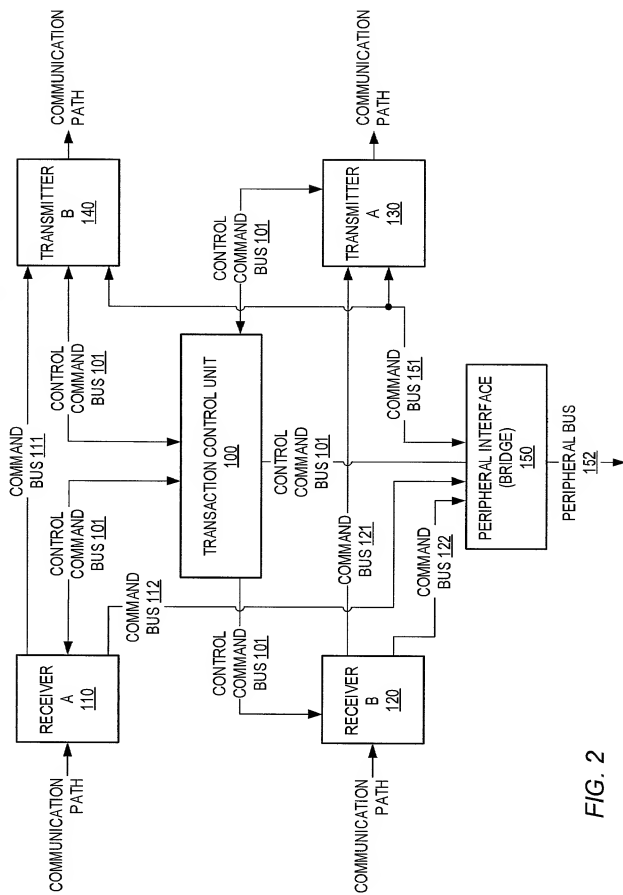 COMMUNICATION
PATH
RECEIVER
A
110
COMMAND
BUS 111
CONTROL
COMMAND
BUS 101
COMMAND
BUS 112
CONTROL
COMMAND
BUS 101
TRANSMITTER
B
140
COMMUNICATION
PATH
TRANSACTION CONTROL UNIT
100
CONTROL
COMMAND
BUS 101
CONTROL
COMMAND
BUS 101
CONTROL
COMMAND
BUS 101
COMMUNICATION
PATH
RECEIVER
B
120
COMMAND
BUS 121
COMMAND
BUS 122
COMMAND
BUS 151
TRANSMITTER
A
130
COMMUNICATION
PATH
PERIPHERAL INTERFACE
(BRIDGE)
150
PERIPHERAL BUS
152
FIG. 2